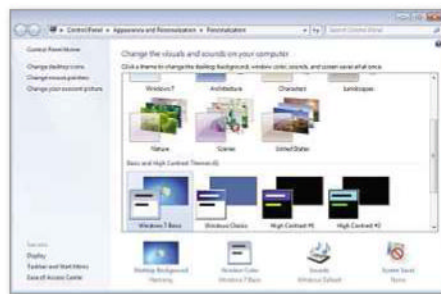 Control Panel ▸ Appearance and Personalization ▸ Personalization
Search Control Panel
Control Panel Home
Change desktop icons
Change mouse pointers
Change your account picture
Change the visuals and sounds on your computer
Click a theme to change the desktop background, window color, sounds, and screen saver all at once.
Windows 7 Architecture Characters Landscapes
Nature Scenes United States
Basic and High Contrast Themes (6)
Windows 7 Basic Windows Classic High Contrast #1 High Contrast #2
See also
Display
Taskbar and Start Menu
Ease of Access Center
Desktop Background Window Color Sounds Screen Saver
Harmony Windows 7 Basic Windows Default None